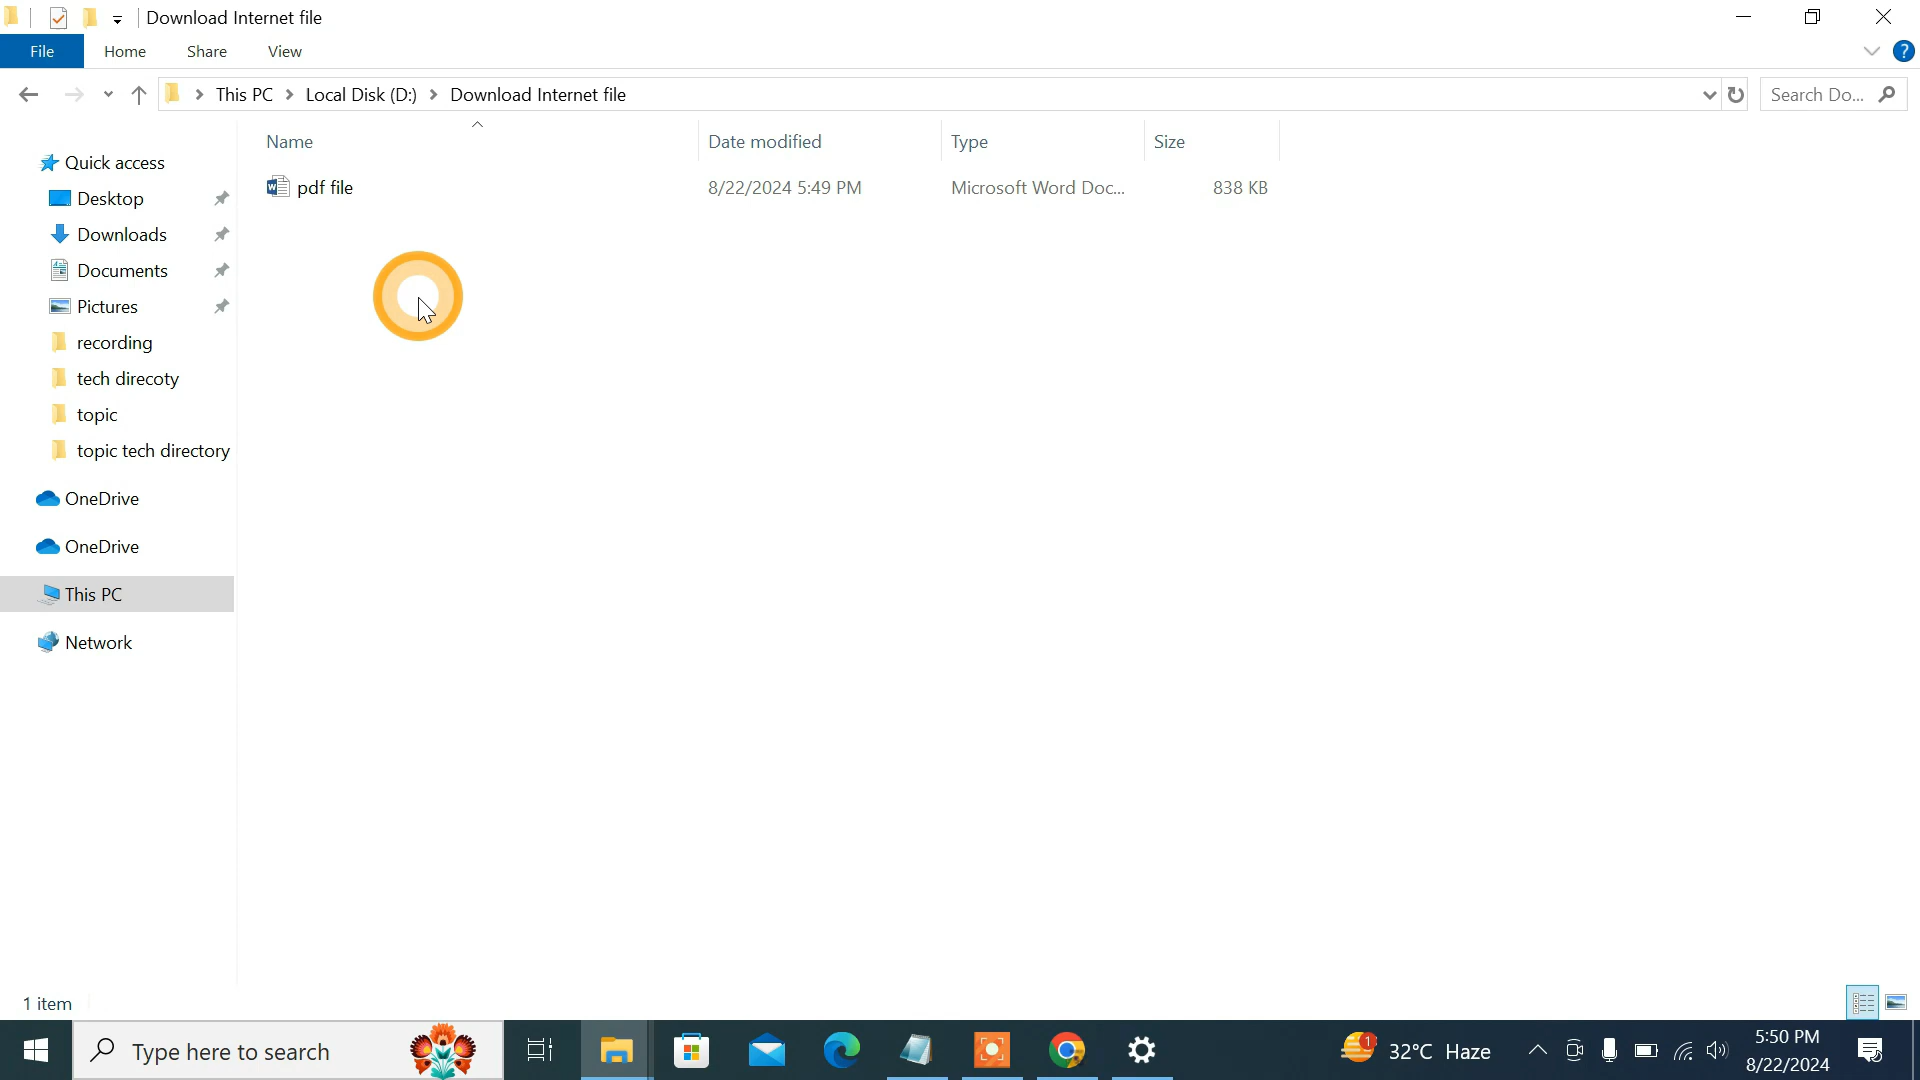 Download Internet file
File Home Share View ?
This PC Local Disk (D:) Download Internet file Search Do...
Name Date modified Type Size
pdf file 8/22/2024 5:49 PM Microsoft Word Doc... 838 KB
Quick access
Desktop
Downloads
Documents
Pictures
recording
tech direcoty
topic
topic tech directory
OneDrive
OneDrive
This PC
Network
1 item
Type here to search 1 32°C Haze 5:50 PM
8/22/2024